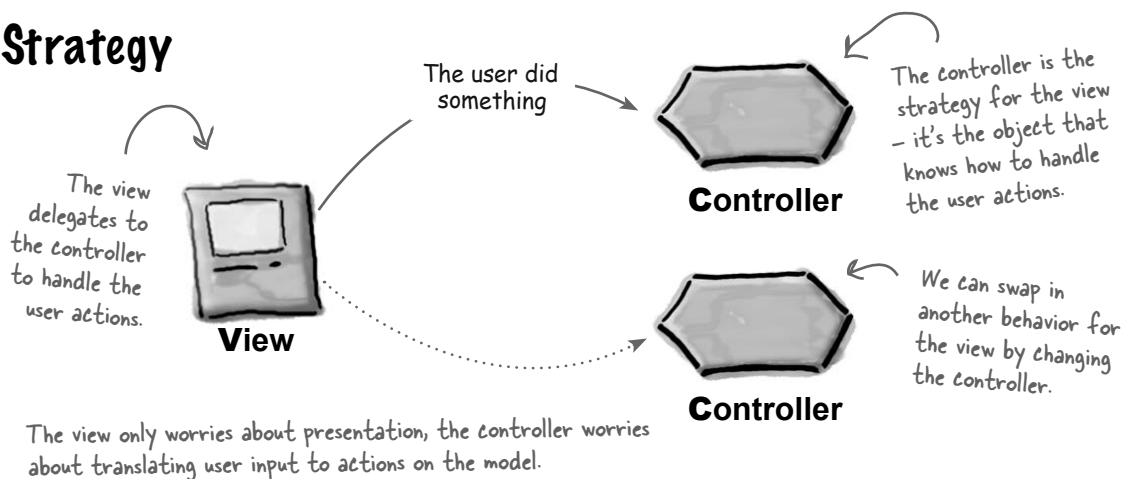 Strategy
The user did
something
The controller is the
strategy for the view
– it's the object that
knows how to handle
the user actions.
Controller
The view
delegates to
the controller
to handle the
user actions.
View
We can swap in
another behavior for
the view by changing
the controller.
Controller
The view only worries about presentation, the controller worries
about translating user input to actions on the model.